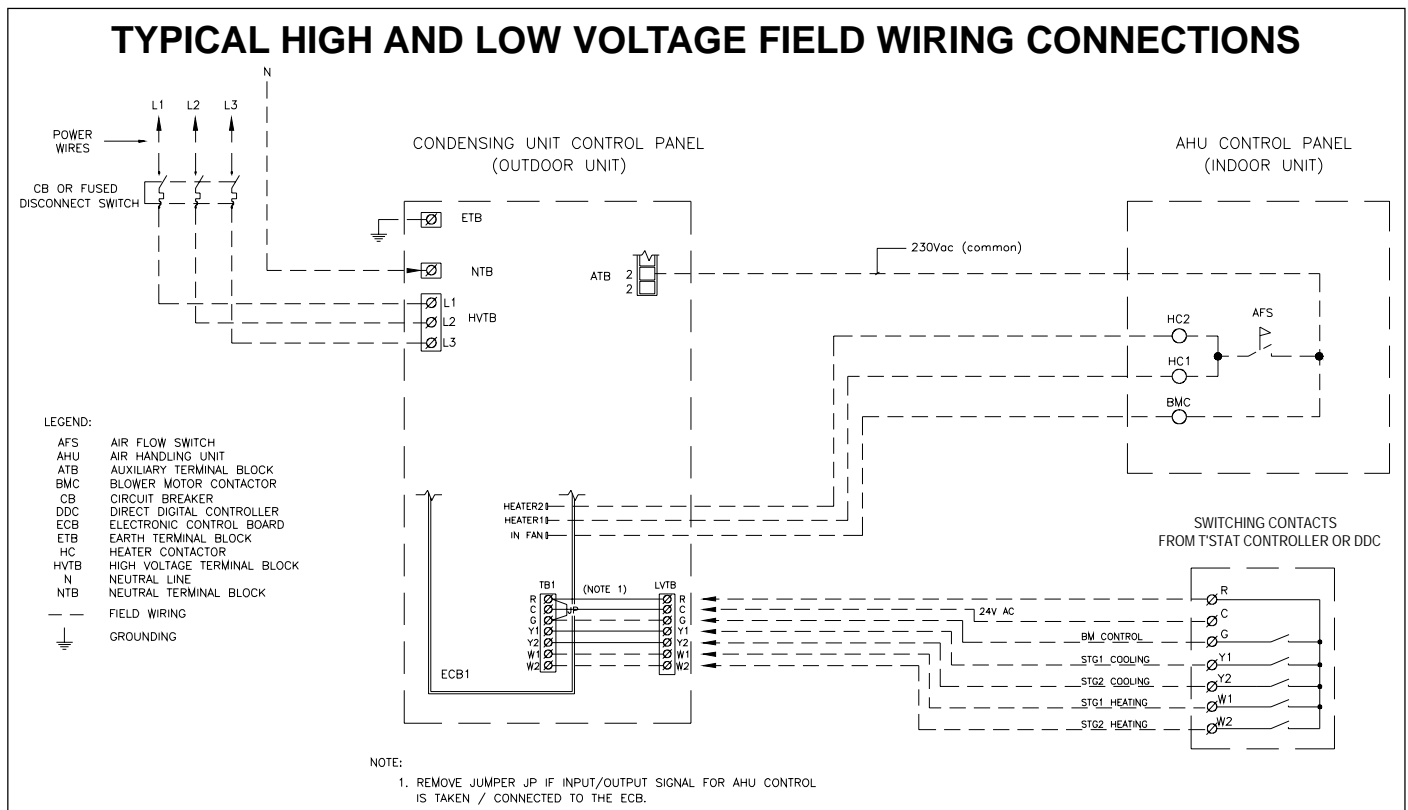 TYPICAL HIGH AND LOW VOLTAGE FIELD WIRING CONNECTIONS
N
L1 L2 L3
POWER
WIRES
CB OR FUSED
DISCONNECT SWITCH
CONDENSING UNIT CONTROL PANEL
(OUTDOOR UNIT)
AHU CONTROL PANEL
(INDOOR UNIT)
ETB
NTB
L1
L2
L3
HVTB
ATB
2
2
230Vac (common)
HC2
HC1
BMC
AFS
LEGEND:
AFS AIR FLOW SWITCH
AHU AIR HANDLING UNIT
ATB AUXILIARY TERMINAL BLOCK
BMC BLOWER MOTOR CONTACTOR
CB CIRCUIT BREAKER
DDC DIRECT DIGITAL CONTROLLER
ECB ELECTRONIC CONTROL BOARD
ETB EARTH TERMINAL BLOCK
HC HEATER CONTACTOR
HVTB HIGH VOLTAGE TERMINAL BLOCK
N NEUTRAL LINE
NTB NEUTRAL TERMINAL BLOCK
FIELD WIRING
GROUNDING
HEATER2
HEATER1
IN FAN
TB1 (NOTE 1) LVTB
R R
C JP C
G G
Y1 Y1
Y2 Y2
W1 W1
W2 W2
ECB1
SWITCHING CONTACTS
FROM T'STAT CONTROLLER OR DDC
R
24V AC C
BM CONTROL G
STG1 COOLING Y1
STG2 COOLING Y2
STG1 HEATING W1
STG2 HEATING W2
NOTE:
1. REMOVE JUMPER JP IF INPUT/OUTPUT SIGNAL FOR AHU CONTROL
IS TAKEN / CONNECTED TO THE ECB.